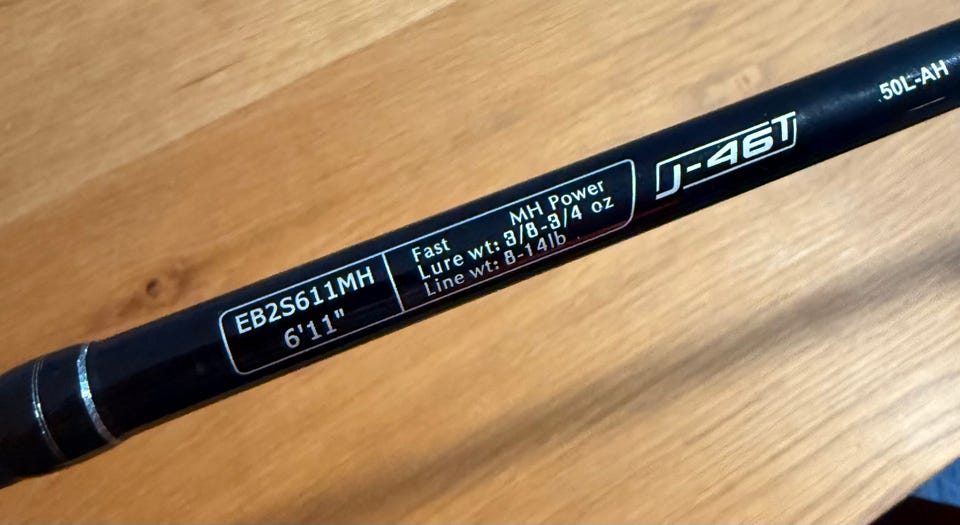 EB2S611MH
6'11"
Fast MH Power
Lure wt: 3/8-3/4 oz
Line wt: 8-14lb
J-46T
50L-AH